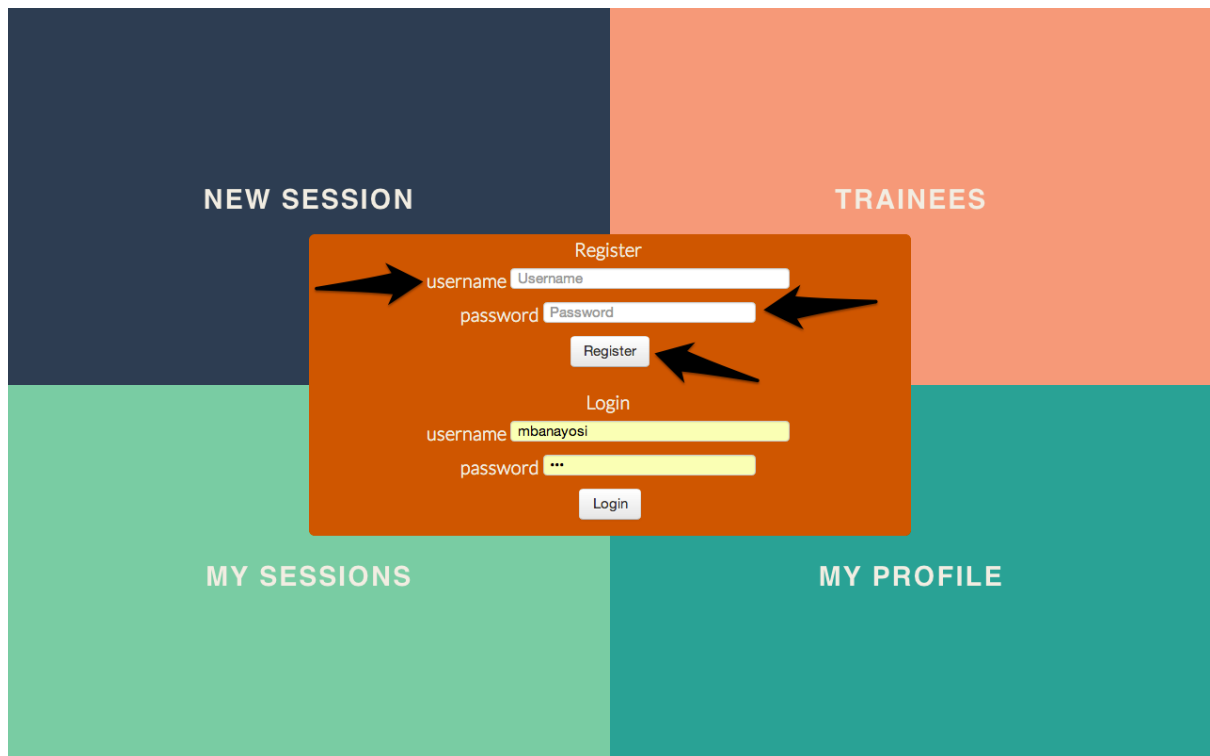 NEW SESSION
TRAINEES
Register
username Username
password Password
Register
Login
username mbanayosi
password •••
Login
MY SESSIONS
MY PROFILE